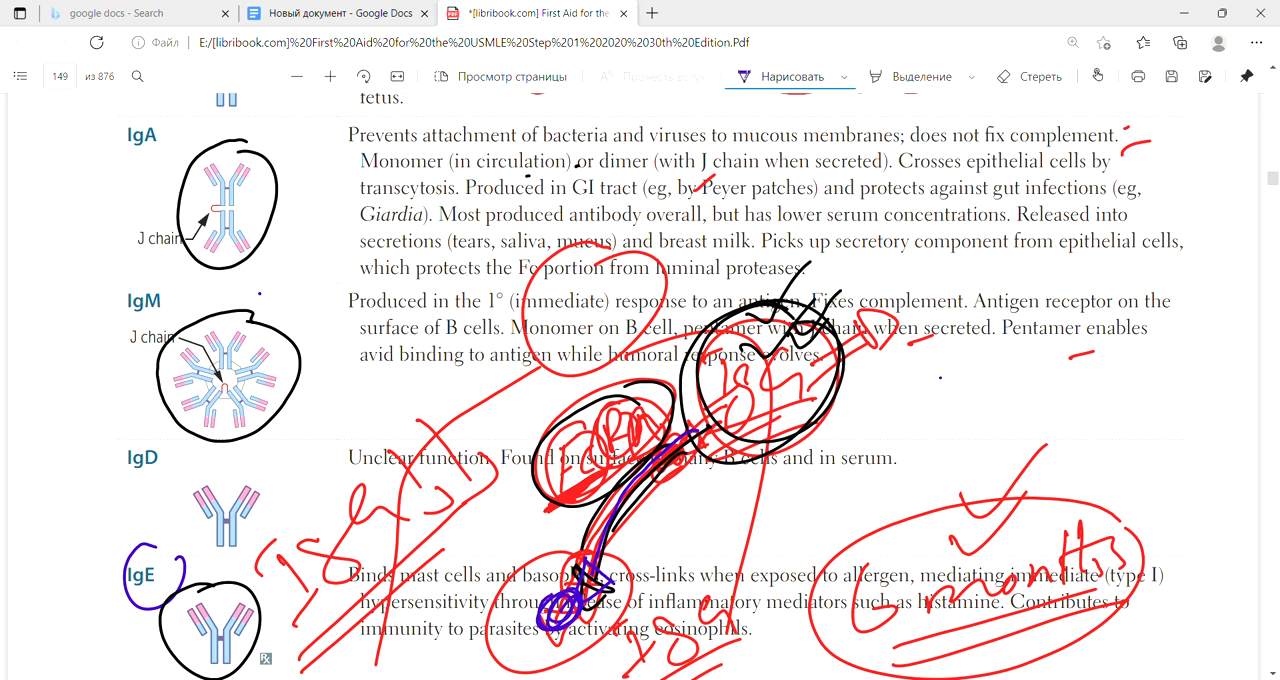 google docs - Search
Новый документ - Google Docs
*[libribook.com] First Aid for the
Файл
E:/[libribook.com]%20First%20Aid%20for%20the%20USMLE%20Step%201%202020%2030th%20Edition.Pdf
149 из 876
Просмотр страницы
Нарисовать
Выделение
Стереть
fetus.
IgA
Prevents attachment of bacteria and viruses to mucous membranes; does not fix complement.
Monomer (in circulation) or dimer (with J chain when secreted). Crosses epithelial cells by
transcytosis. Produced in GI tract (eg, by Peyer patches) and protects against gut infections (eg,
Giardia). Most produced antibody overall, but has lower serum concentrations. Released into
J chain
secretions (tears, saliva, mucus) and breast milk. Picks up secretory component from epithelial cells,
which protects the Fc portion from luminal proteases.
IgM
Produced in the 1° (immediate) response to an antigen. Fixes complement. Antigen receptor on the
J chain
surface of B cells. Monomer on B cell, pentamer with J chain when secreted. Pentamer enables
avid binding to antigen while humoral response evolves.
IgG
FcRN
IgD
Unclear function. Found on surface of many B cells and in serum.
IgE
Binds mast cells and basophils; cross-links when exposed to allergen, mediating immediate (type I)
hypersensitivity through release of inflammatory mediators such as histamine. Contributes to
immunity to parasites by activating eosinophils.
6 months
Rx